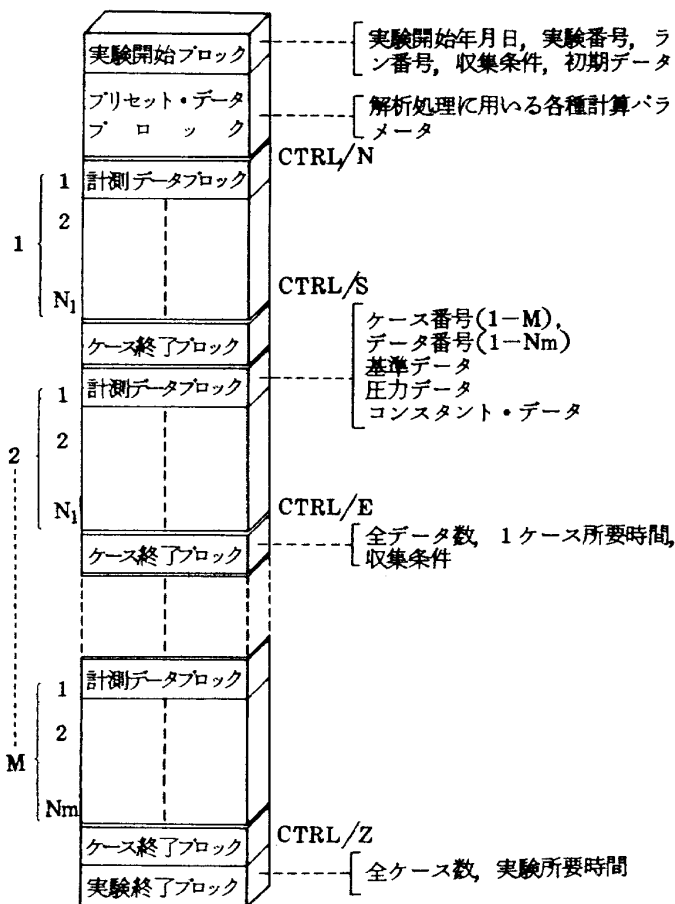 実験開始ブロック
実験開始年月日, 実験番号, ラ
ン番号, 収集条件, 初期データ
プリセット・データ
ブロック
解析処理に用いる各種計算パラ
メータ
CTRL/N
1
1
計測データブロック
2
N1
CTRL/S
ケース終了ブロック
ケース番号(1-M),
データ番号(1-Nm)
基準データ
圧力データ
コンスタント・データ
2
1
計測データブロック
2
N1
CTRL/E
ケース終了ブロック
全データ数, 1ケース所要時間,
収集条件
M
1
計測データブロック
2
Nm
CTRL/Z
ケース終了ブロック
実験終了ブロック
全ケース数, 実験所要時間